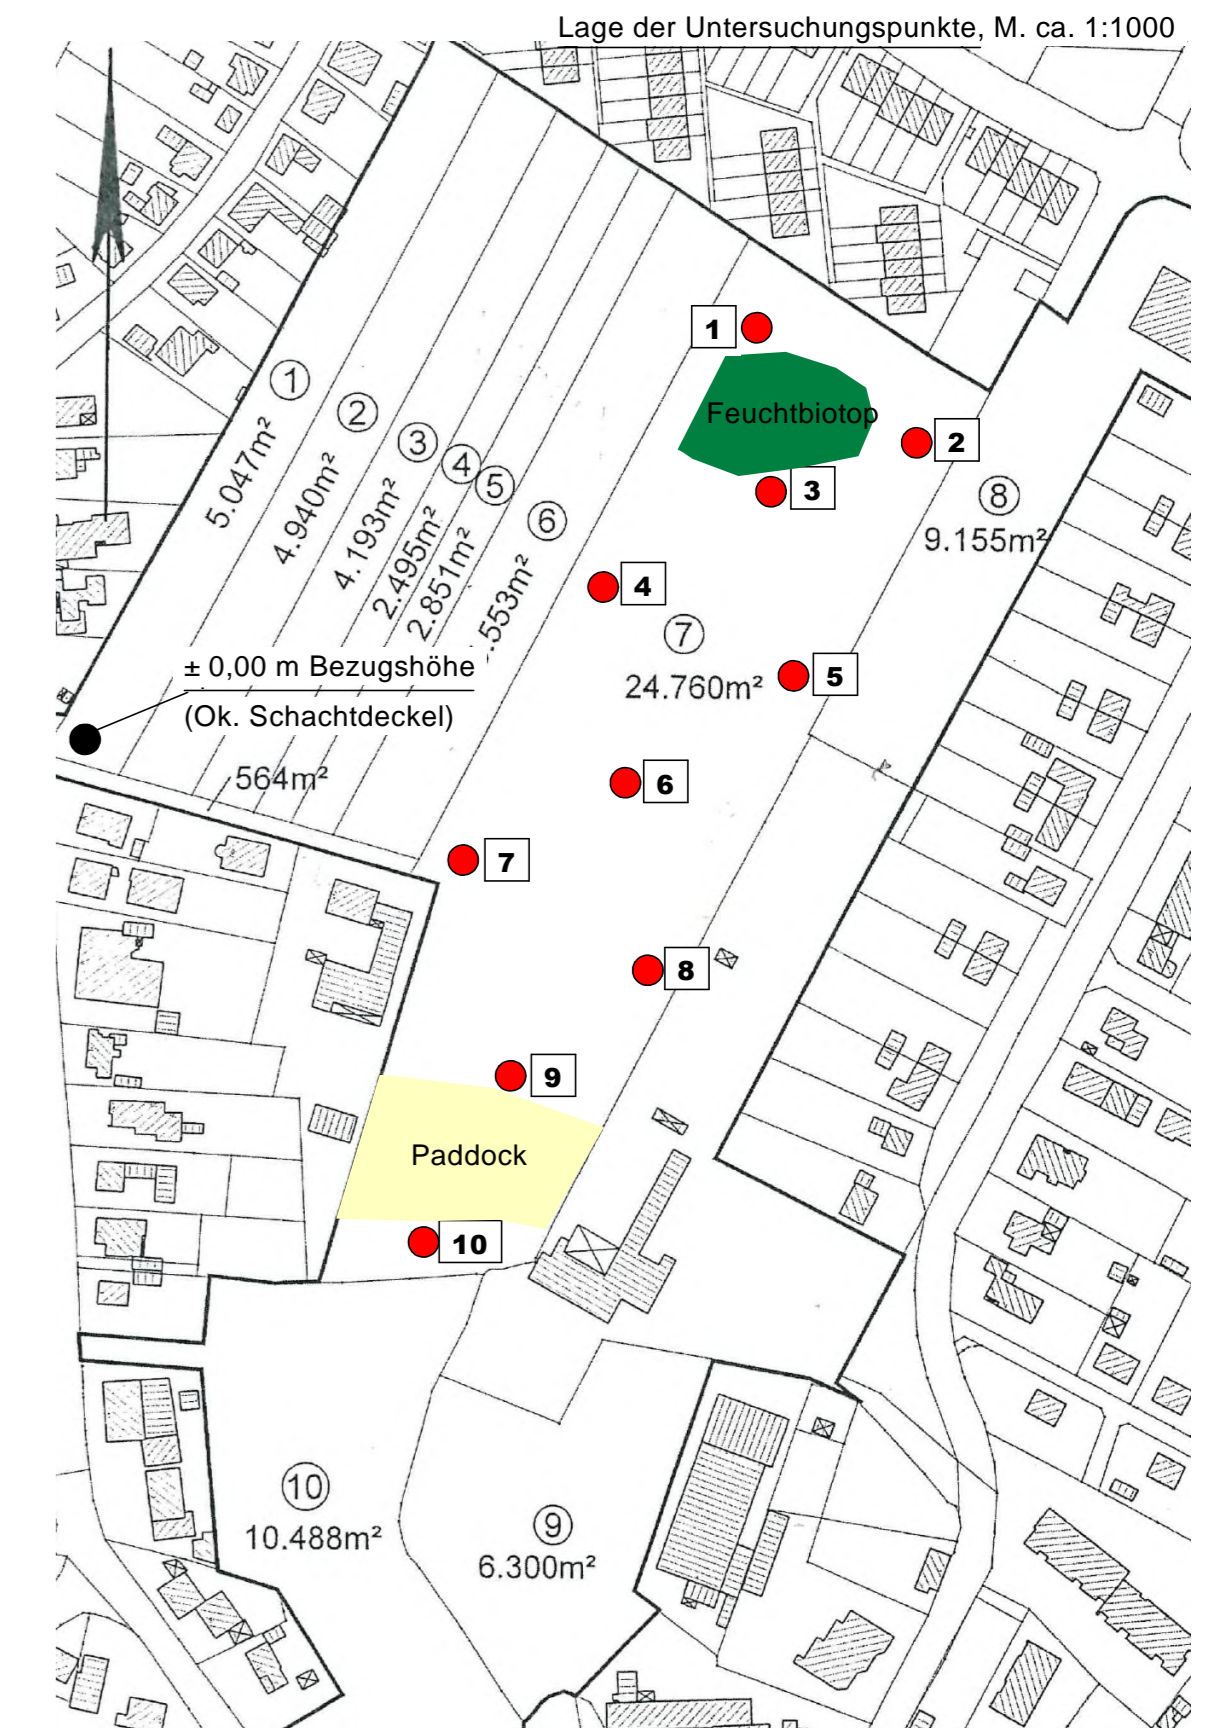 Lage der Untersuchungspunkte, M. ca. 1:1000
1
Feuchtbiotop
2
3
1
5.047m²
2
4.940m²
3
4.193m²
4
2.495m²
5
2.851m²
6
.553m²
8
9.155m²
4
7
24.760m²
5
± 0,00 m Bezugshöhe
(Ok. Schachtdeckel)
564m²
6
7
8
9
Paddock
10
10
10.488m²
9
6.300m²